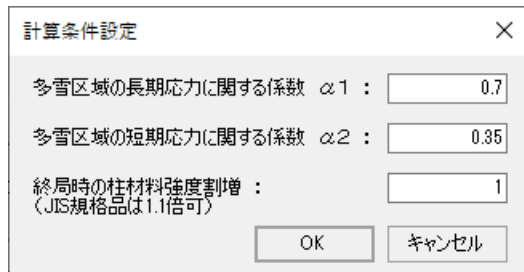 計算条件設定
多雪区域の長期応力に関する係数 α1 : 0.7
多雪区域の短期応力に関する係数 α2 : 0.35
終局時の柱材料強度割増 : 1
(JIS規格品は1.1倍可)
OK キャンセル